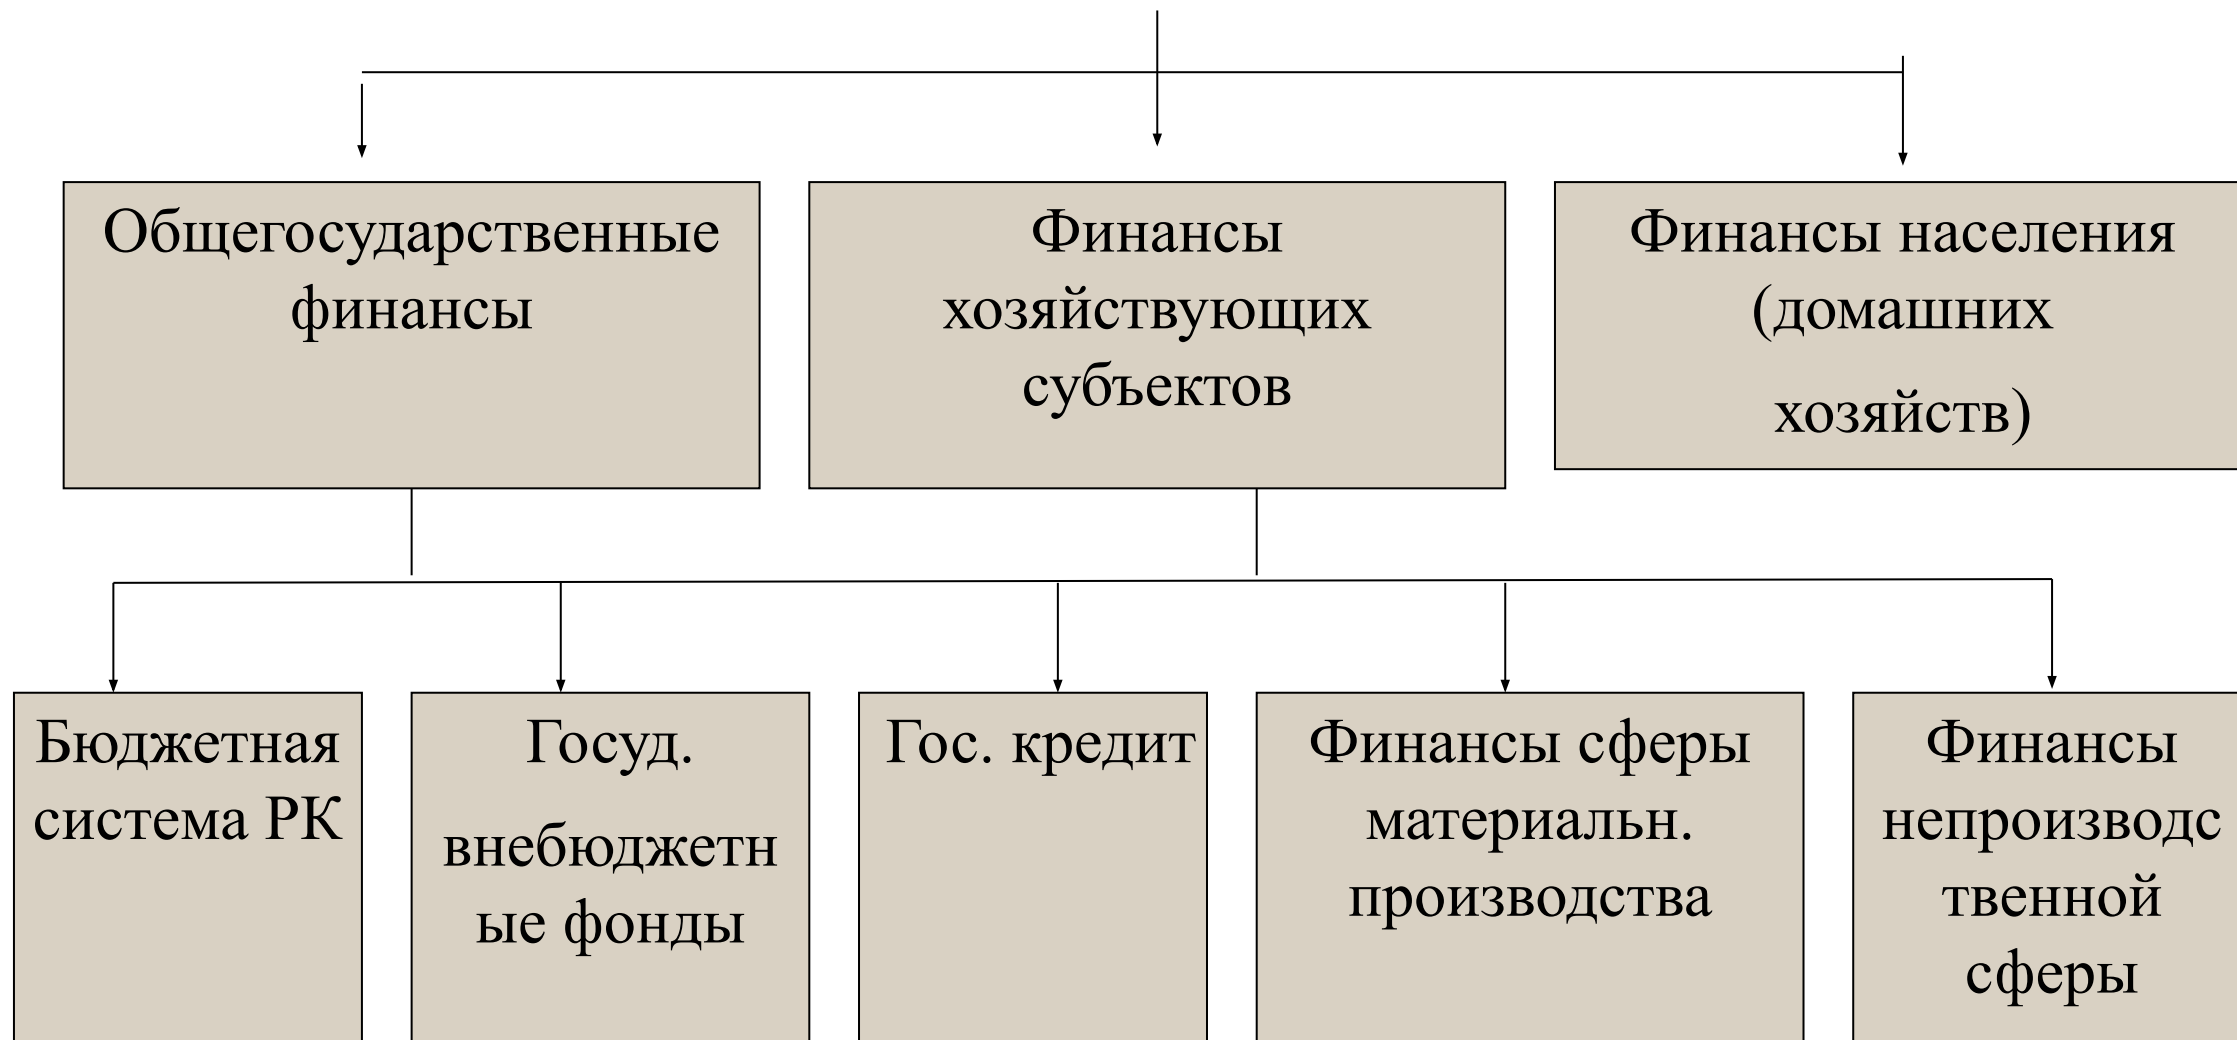 Общегосударственные
финансы
Финансы
хозяйствующих
субъектов
Финансы населения
(домашних
хозяйств)
Бюджетная
система РК
Госуд.
внебюджетн
ые фонды
Гос. кредит
Финансы сферы
материальн.
производства
Финансы
непроизводс
твенной
сферы